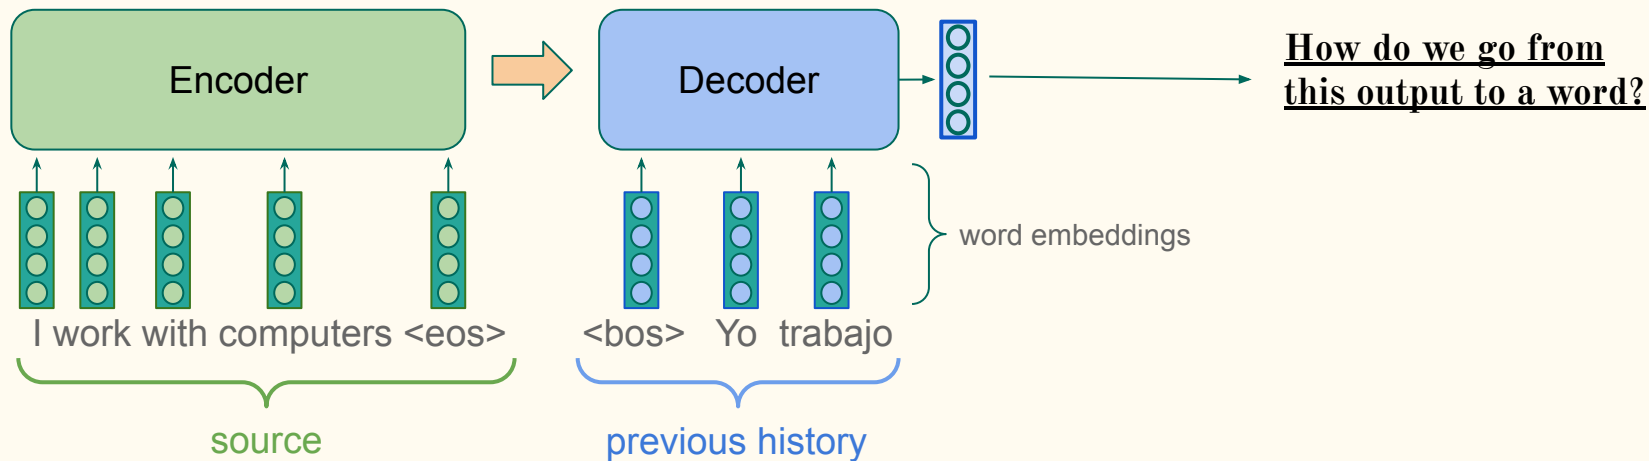 Encoder
Decoder
How do we go from
this output to a word?
word embeddings
I work with computers <eos>
<bos> Yo trabajo
source
previous history